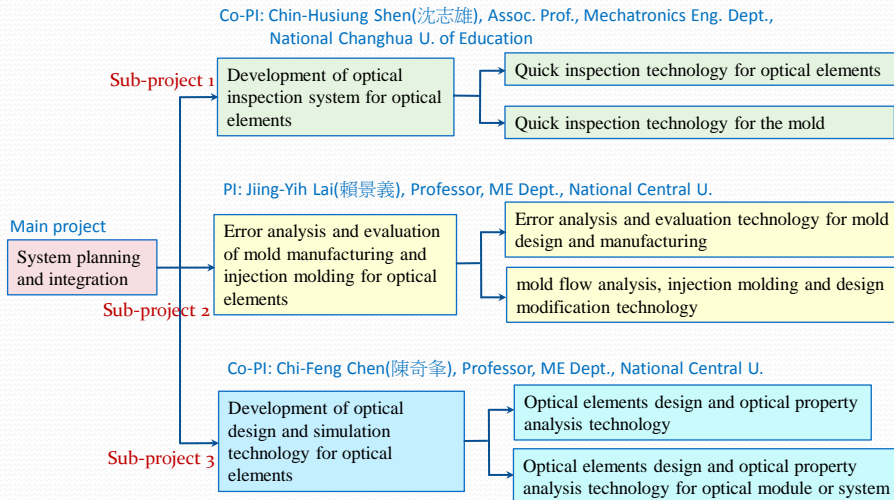 Co-PI: Chin-Husiung Shen(沈志雄), Assoc. Prof., Mechatronics Eng. Dept.,
National Changhua U. of Education
Sub-project 1
Development of optical
inspection system for optical
elements
Quick inspection technology for optical elements
Quick inspection technology for the mold
PI: Jiing-Yih Lai(賴景義), Professor, ME Dept., National Central U.
Main project
System planning
and integration
Sub-project 2
Error analysis and evaluation
of mold manufacturing and
injection molding for optical
elements
Error analysis and evaluation technology for mold
design and manufacturing
mold flow analysis, injection molding and design
modification technology
Co-PI: Chi-Feng Chen(陳奇夆), Professor, ME Dept., National Central U.
Sub-project 3
Development of optical
design and simulation
technology for optical
elements
Optical elements design and optical property
analysis technology
Optical elements design and optical property
analysis technology for optical module or system